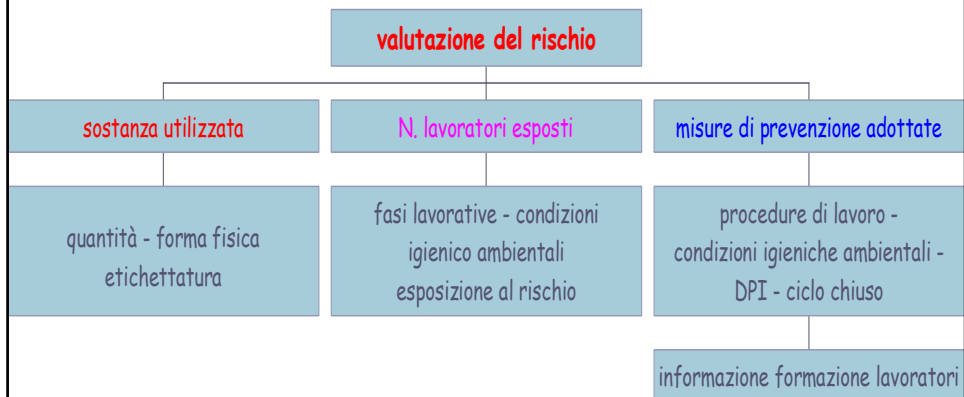 valutazione del rischio
sostanza utilizzata
N. lavoratori esposti
misure di prevenzione adottate
quantità - forma fisica
etichettatura
fasi lavorative - condizioni
igienico ambientali
esposizione al rischio
procedure di lavoro -
condizioni igieniche ambientali -
DPI - ciclo chiuso
informazione formazione lavoratori